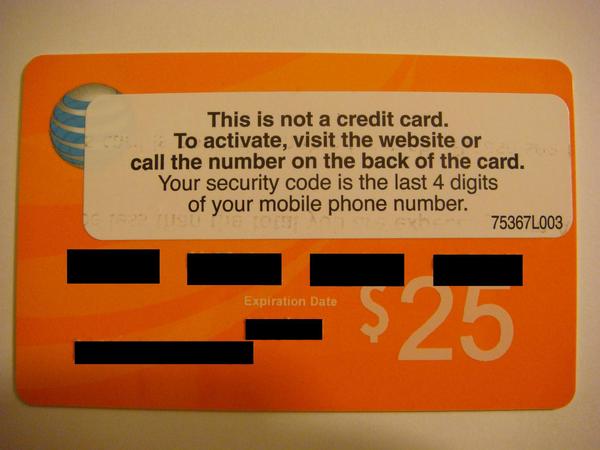 This is not a credit card.
To activate, visit the website or
call the number on the back of the card.
Your security code is the last 4 digits
of your mobile phone number.
75367L003
Expiration Date
$25